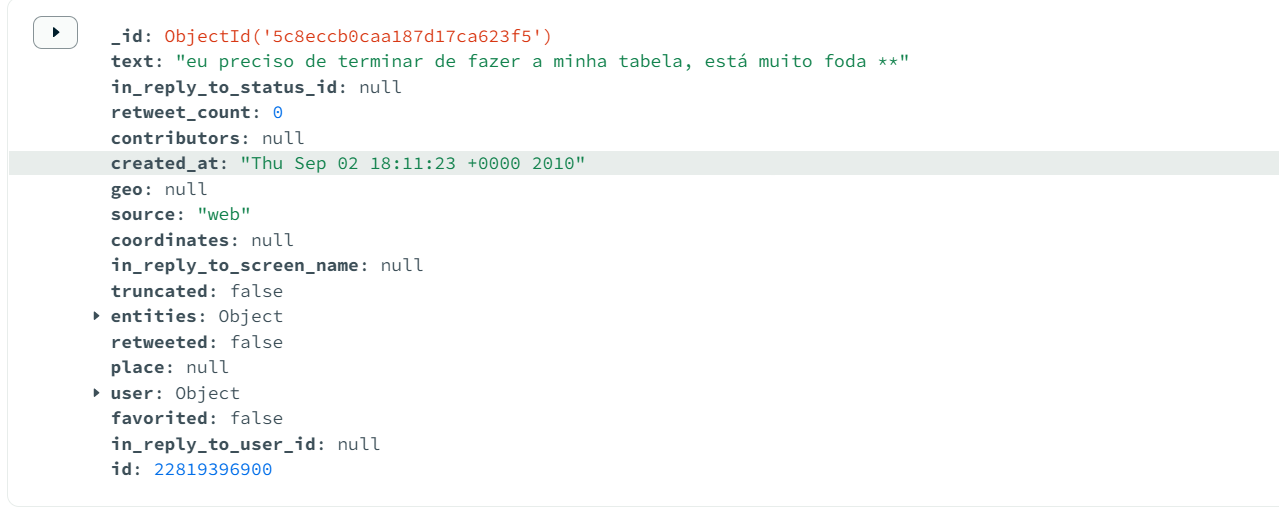 _id: ObjectId('5c8eccb0caa187d17ca623f5')
text: "eu preciso de terminar de fazer a minha tabela, está muito foda **"
in_reply_to_status_id: null
retweet_count: 0
contributors: null
created_at: "Thu Sep 02 18:11:23 +0000 2010"
geo: null
source: "web"
coordinates: null
in_reply_to_screen_name: null
truncated: false
entities: Object
retweeted: false
place: null
user: Object
favorited: false
in_reply_to_user_id: null
id: 22819396900